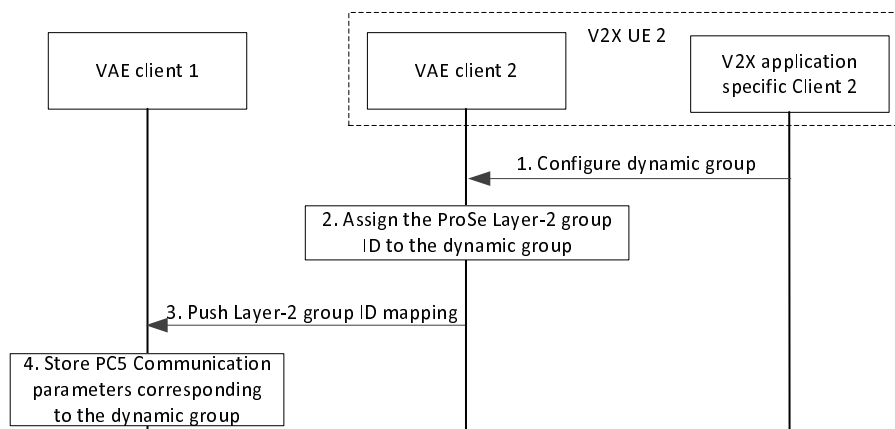 V2X UE 2
VAE client 1
VAE client 2
V2X application
specific Client 2
1. Configure dynamic group
2. Assign the ProSe Layer-2 group
ID to the dynamic group
3. Push Layer-2 group ID mapping
4. Store PC5 Communication
parameters corresponding
to the dynamic group